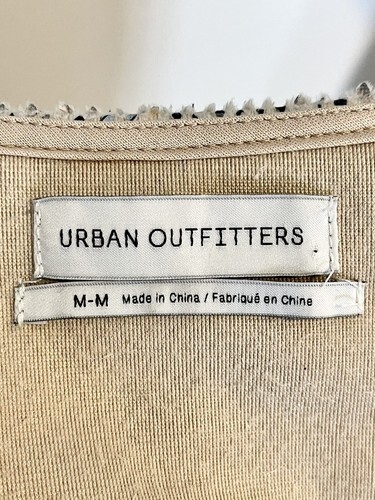 URBAN OUTFITTERS
M-M Made in China / Fabriqué en Chine